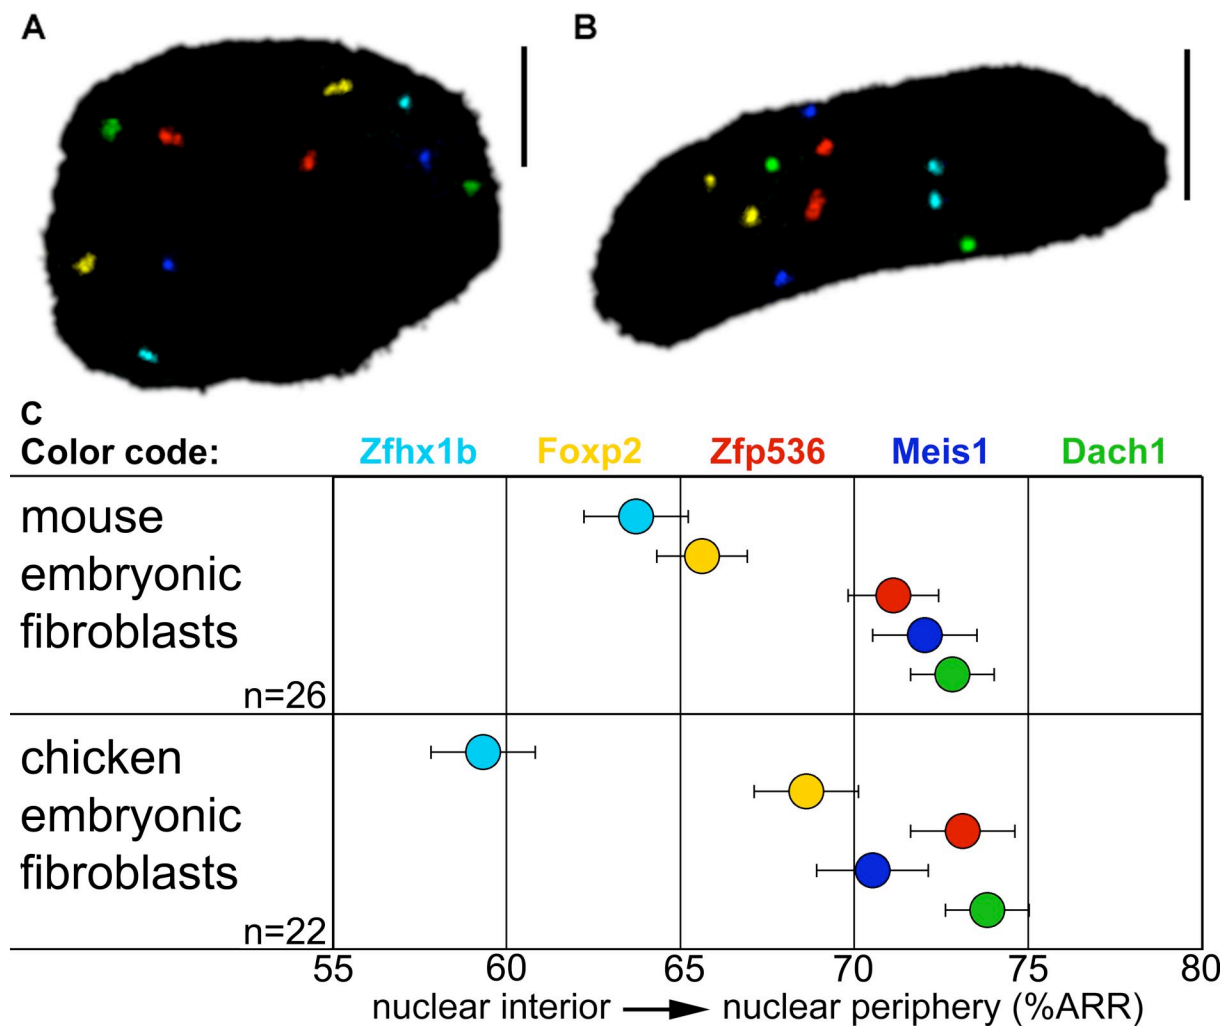 A B
C
Color code: Zfhx1b Foxp2 Zfp536 Meis1 Dach1
mouse
embryonic
fibroblasts
n=26
chicken
embryonic
fibroblasts
n=22
55 60 65 70 75 80
nuclear interior → nuclear periphery (%ARR)